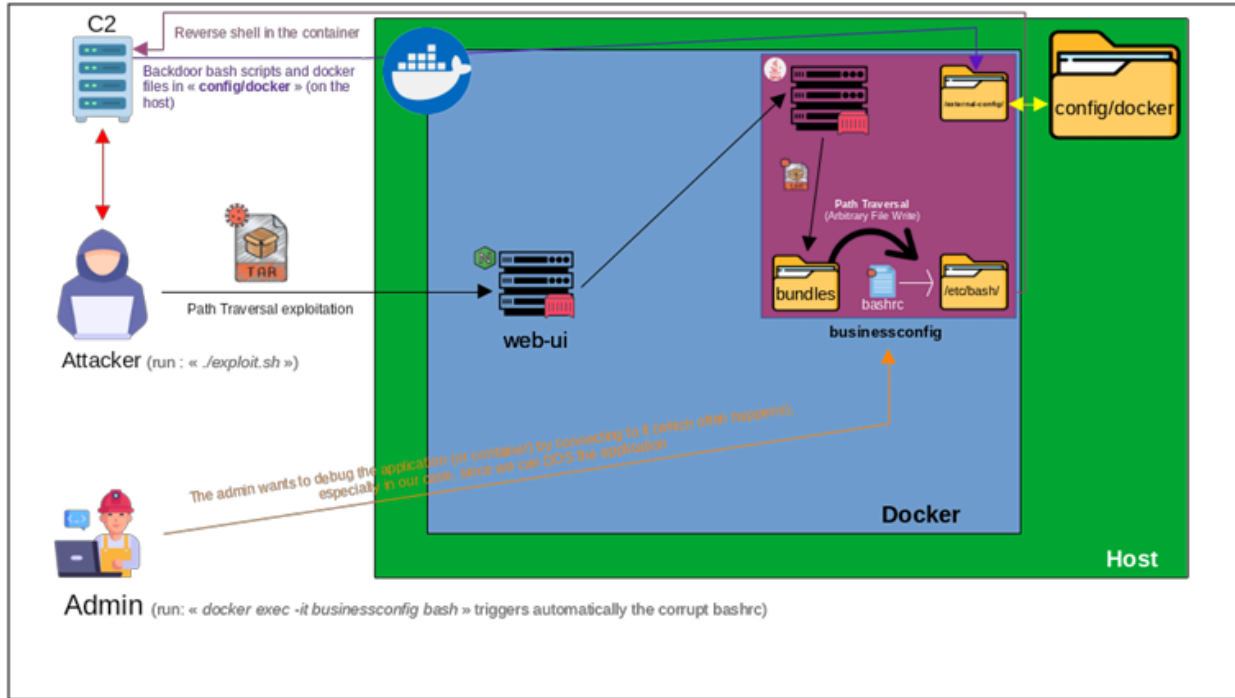 C2
Reverse shell in the container
Backdoor bash scripts and docker
files in « config/docker » (on the
host)
/external-config/
config/docker
TAR
Path Traversal
(Arbitrary File Write)
TAR
Path Traversal exploitation
bundles
bashrc
/etc/bash/
web-ui
businessconfig
Attacker (run : « ./exploit.sh »)
The admin wants to debug the application (or container) by connecting to it (which often happens),
especially in our case, since we can DOS the application
Docker
Host
Admin (run: « docker exec -it businessconfig bash » triggers automatically the corrupt bashrc)